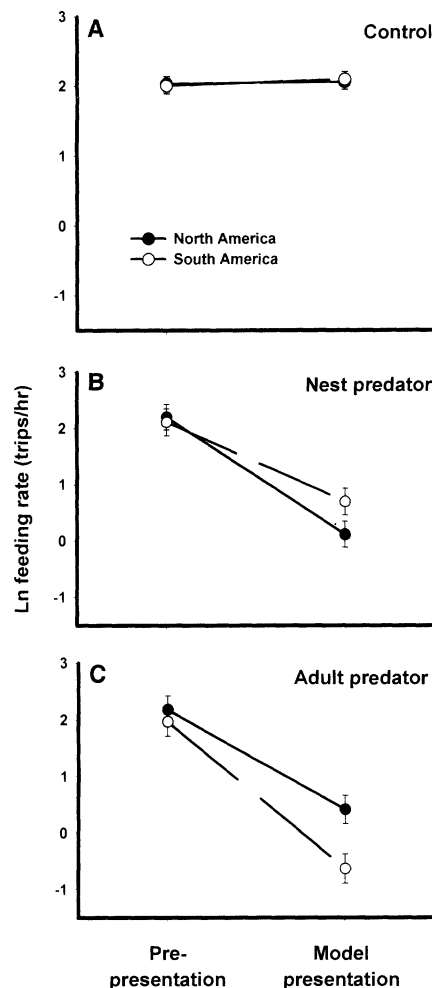 A
Control
3
2
1
0
-1
North America
South America
Ln feeding rate (trips/hr)
B
Nest predator
3
2
1
0
-1
C
Adult predator
3
2
1
0
-1
Pre-
presentation
Model
presentation